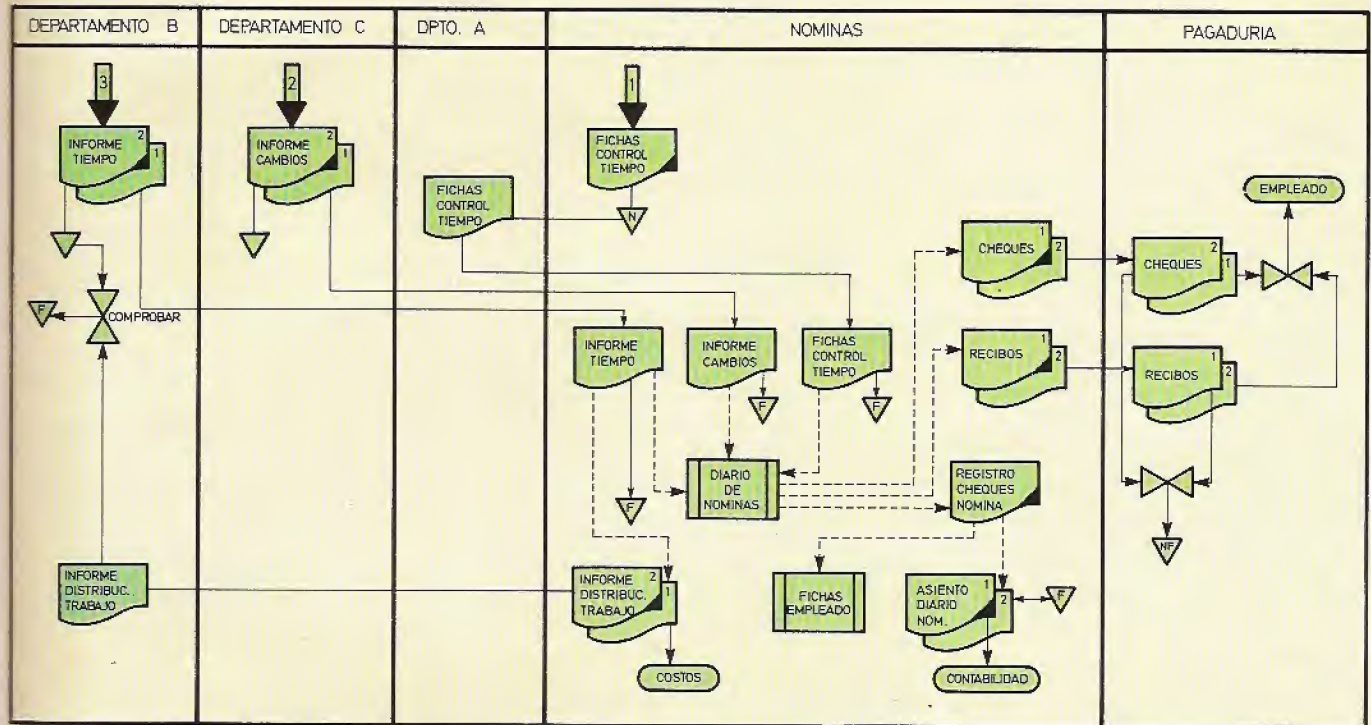 DEPARTAMENTO B
DEPARTAMENTO C
DPTO. A
NOMINAS
PAGADURIA
3
INFORME
TIEMPO
2
1
2
INFORME
CAMBIOS
2
1
FICHAS
CONTROL
TIEMPO
1
FICHAS
CONTROL
TIEMPO
N
F
COMPROBAR
INFORME
TIEMPO
INFORME
CAMBIOS
FICHAS
CONTROL
TIEMPO
F
F
F
CHEQUES
1
2
RECIBOS
1
2
DIARIO
DE
NOMINAS
REGISTRO
CHEQUES
NOMINA
INFORME
DISTRIBUC.
TRABAJO
INFORME
DISTRIBUC.
TRABAJO
2
1
FICHAS
EMPLEADO
ASIENTO
DIARIO
NOM.
1
2
F
COSTOS
CONTABILIDAD
EMPLEADO
CHEQUES
2
1
RECIBOS
1
2
NF